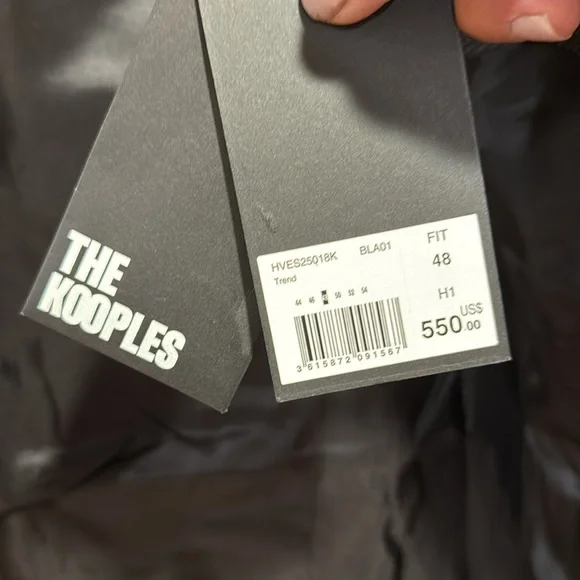 THE
KOOPLES
HVES25018K BLA01 FIT
Trend 48
44 46 48 50 52 54
H1
US$
550.00
3 615872 091567